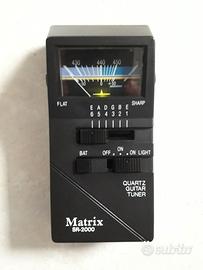 430 440 450
FLAT SHARP
E A D G B E
6 5 4 3 2 1
BAT OFF ON ON LIGHT
QUARTZ
GUITAR
TUNER
Matrix
SR-2000
subito